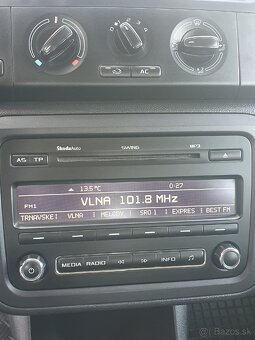 AC
ŠkodaAuto
SWING
MP3
AS TP
13.5°C 0:27
VLNA 101.8 MHz
FM1
TRNAVSKE VLNA MELODY SRO 1 EXPRES BEST FM
MEDIA RADIO INFO
bazos.sk